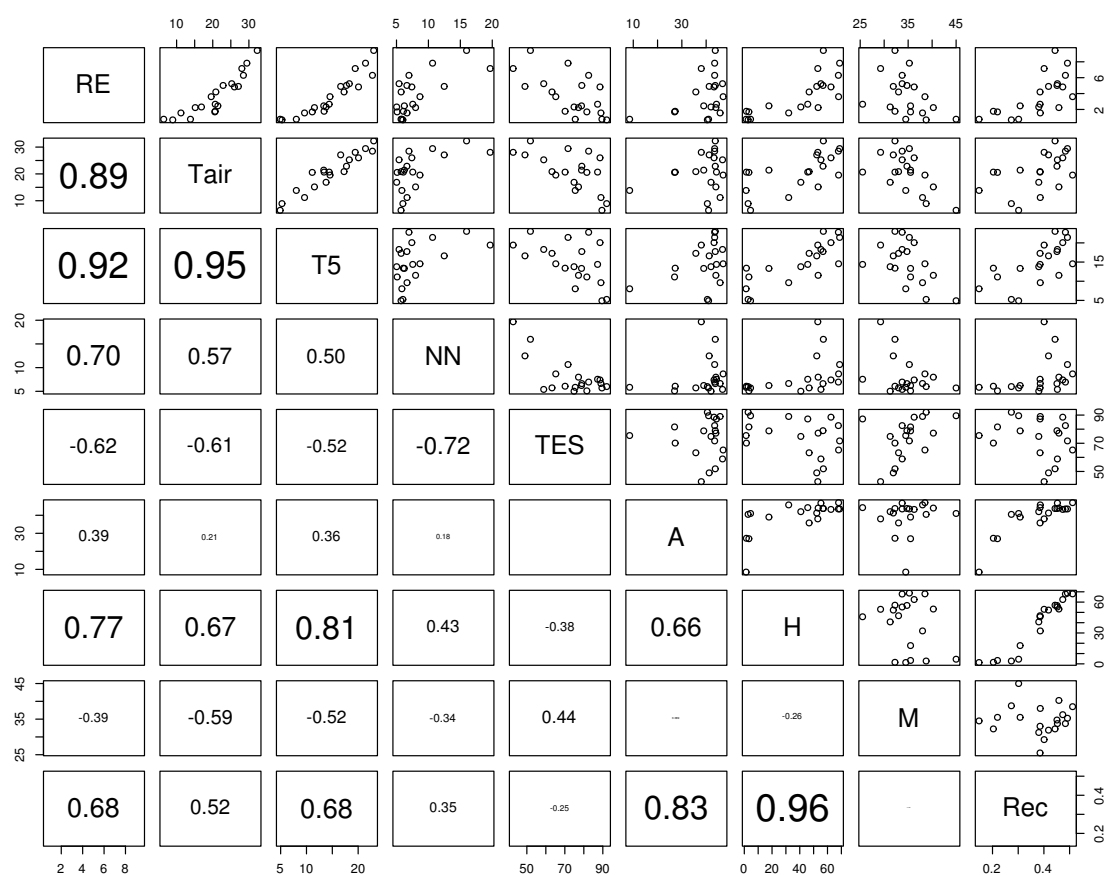 10 20 30 5 10 15 20 10 30 25 35 45
RE 2 4 6 8
10 20 30 0.89 Tair
0.92 0.95 T5 5 15
5 10 20 0.70 0.57 0.50 NN
-0.62 -0.61 -0.52 -0.72 TES 50 70 90
10 30 0.39 0.21 0.36 0.18 A
0.77 0.67 0.81 0.43 -0.38 0.66 H 0 30 60
25 35 45 -0.39 -0.59 -0.52 -0.34 0.44 -0.26 M
0.68 0.52 0.68 0.35 -0.25 0.83 0.96 Rec 0.2 0.4
2 4 6 8 5 10 20 50 70 90 0 20 40 60 0.2 0.4